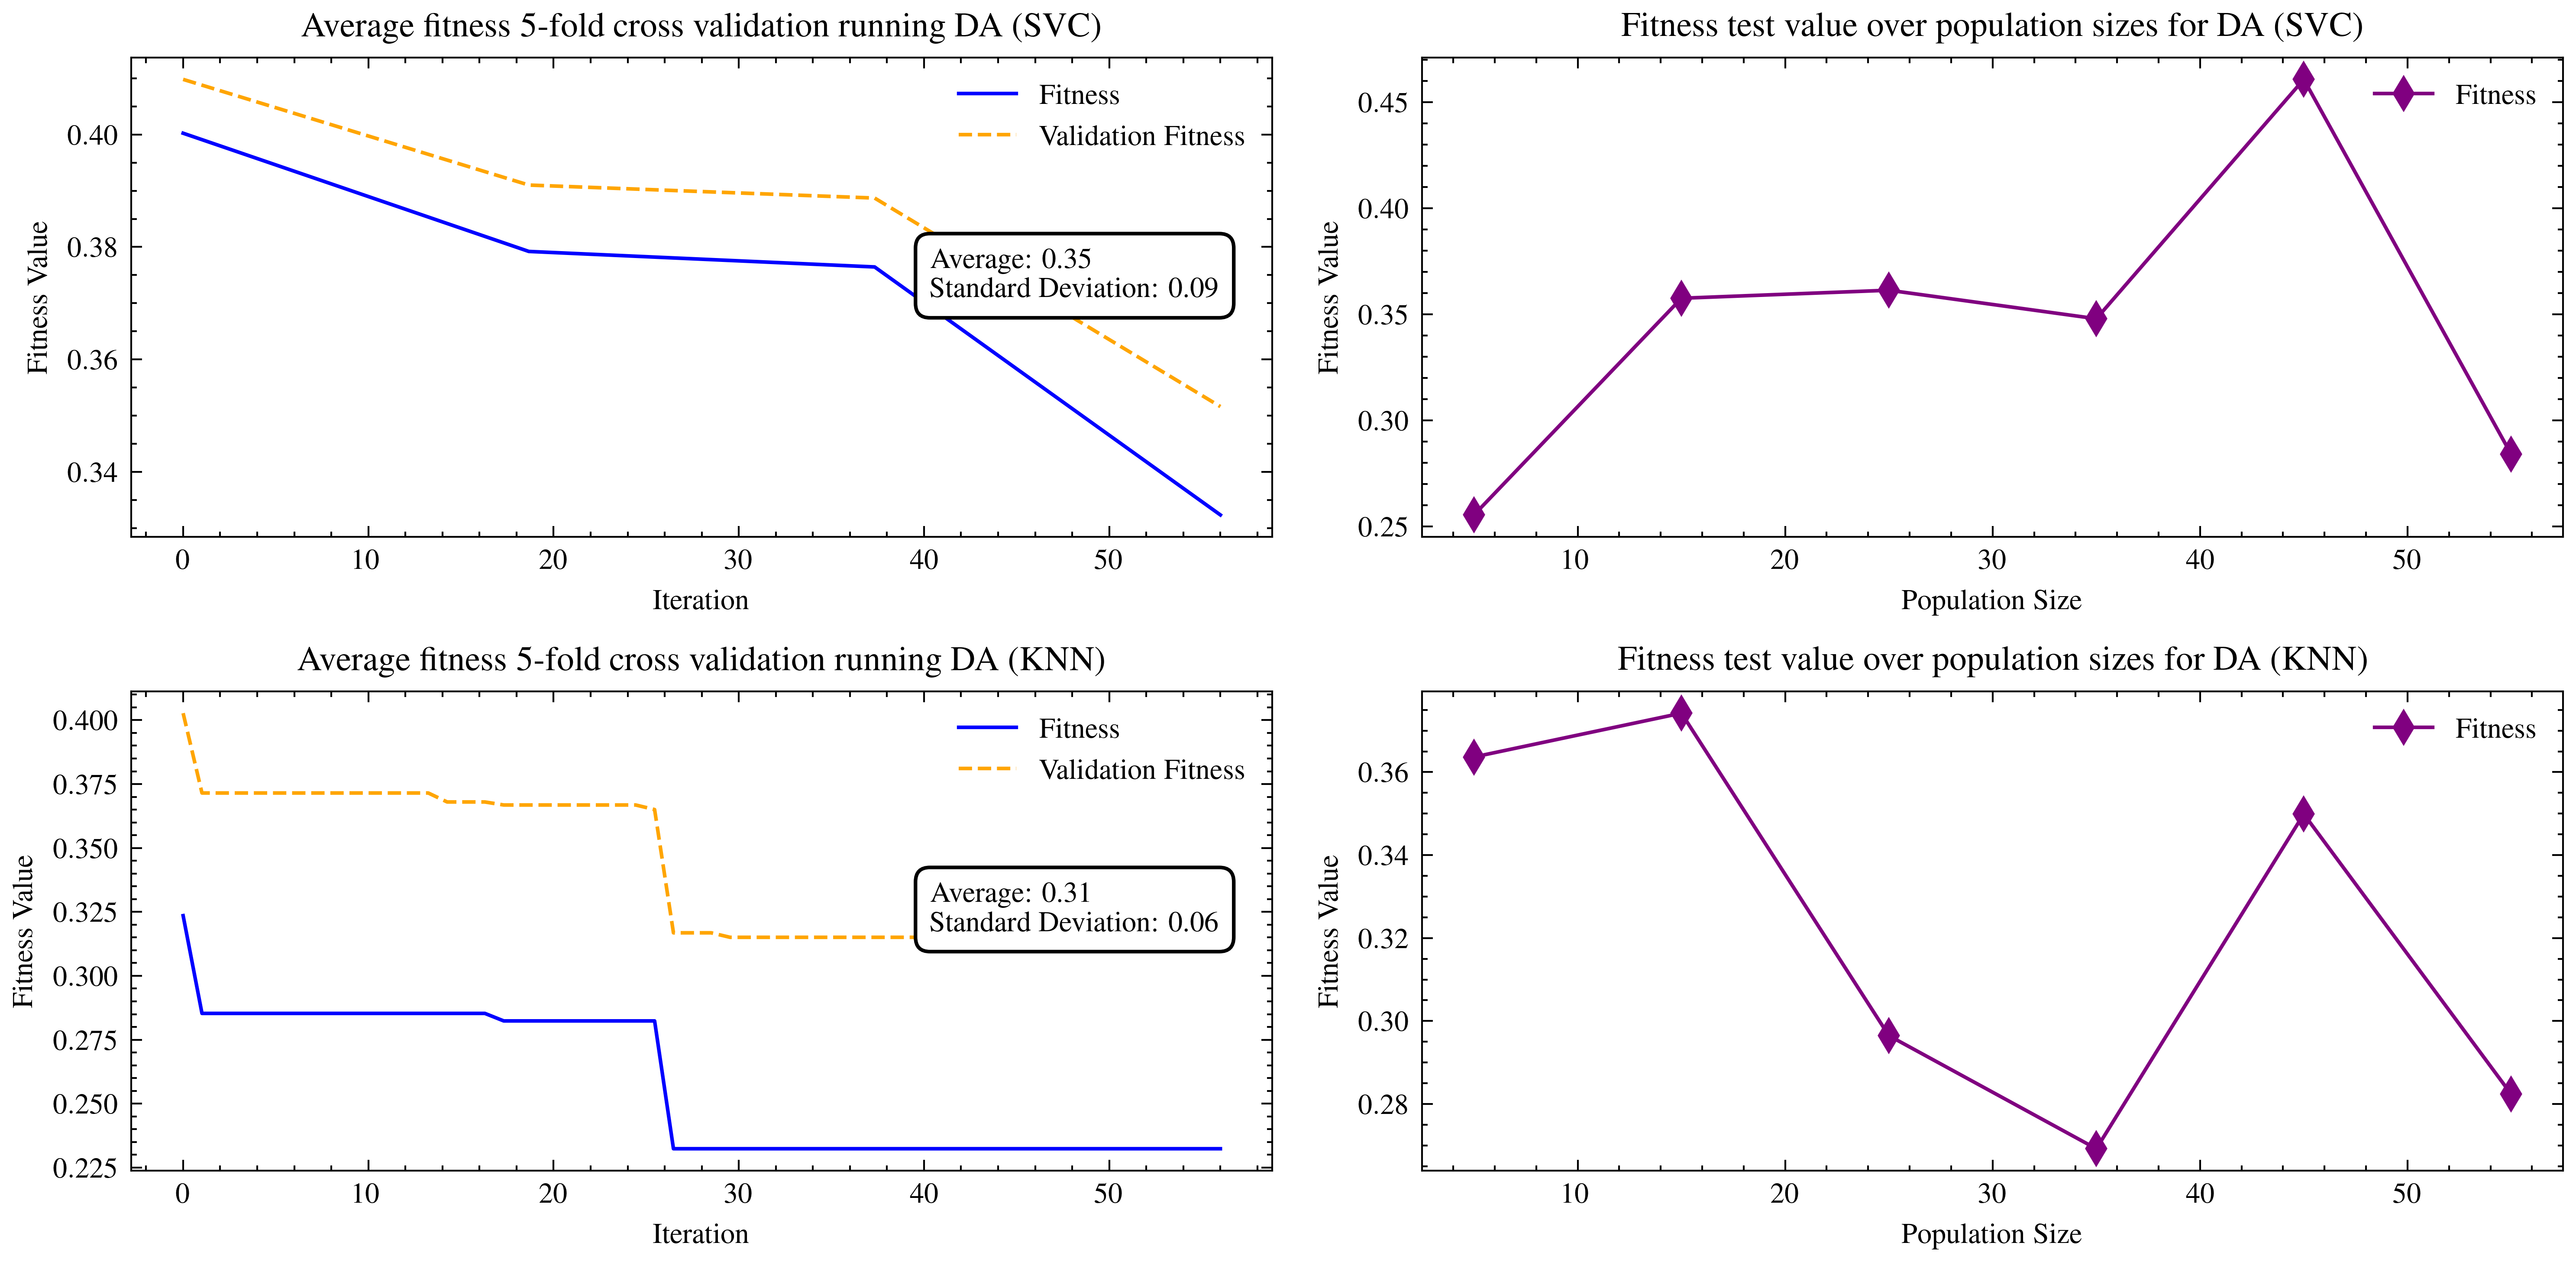 Average fitness 5-fold cross validation running DA (SVC)
Fitness Value
0.40
0.38
0.36
0.34
Fitness
Validation Fitness
Average: 0.35
Standard Deviation: 0.09
0 10 20 30 40 50
Iteration
Fitness test value over population sizes for DA (SVC)
Fitness Value
0.45
0.40
0.35
0.30
0.25
Fitness
10 20 30 40 50
Population Size
Average fitness 5-fold cross validation running DA (KNN)
Fitness Value
0.400
0.375
0.350
0.325
0.300
0.275
0.250
0.225
Fitness
Validation Fitness
Average: 0.31
Standard Deviation: 0.06
0 10 20 30 40 50
Iteration
Fitness test value over population sizes for DA (KNN)
Fitness Value
0.36
0.34
0.32
0.30
0.28
Fitness
10 20 30 40 50
Population Size